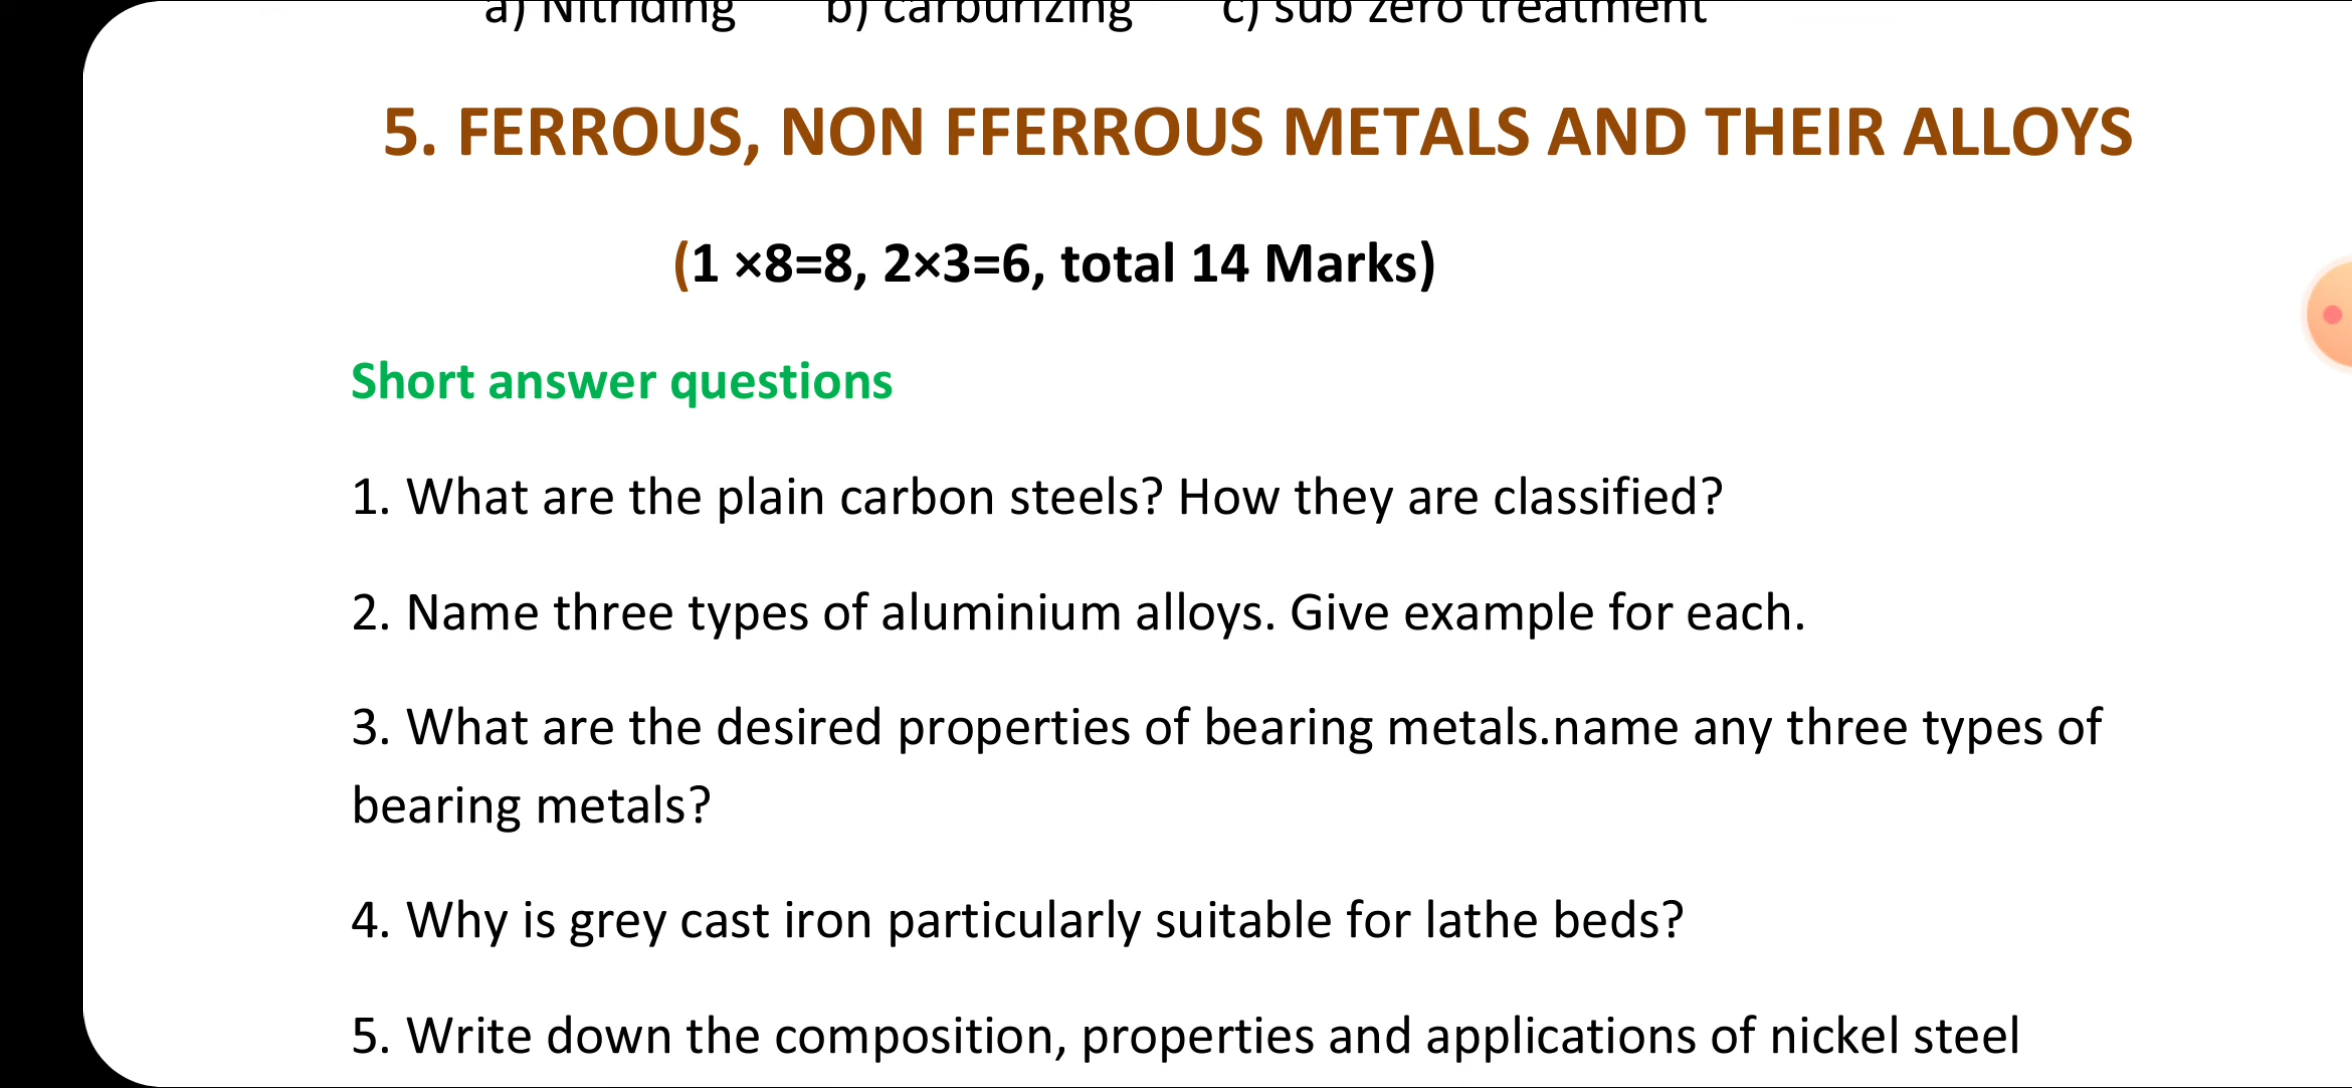 a) Nitriding b) carburizing c) sub zero treatment
5. FERROUS, NON FFERROUS METALS AND THEIR ALLOYS
(1 ×8=8, 2×3=6, total 14 Marks)
Short answer questions
1. What are the plain carbon steels? How they are classified?
2. Name three types of aluminium alloys. Give example for each.
3. What are the desired properties of bearing metals.name any three types of
bearing metals?
4. Why is grey cast iron particularly suitable for lathe beds?
5. Write down the composition, properties and applications of nickel steel